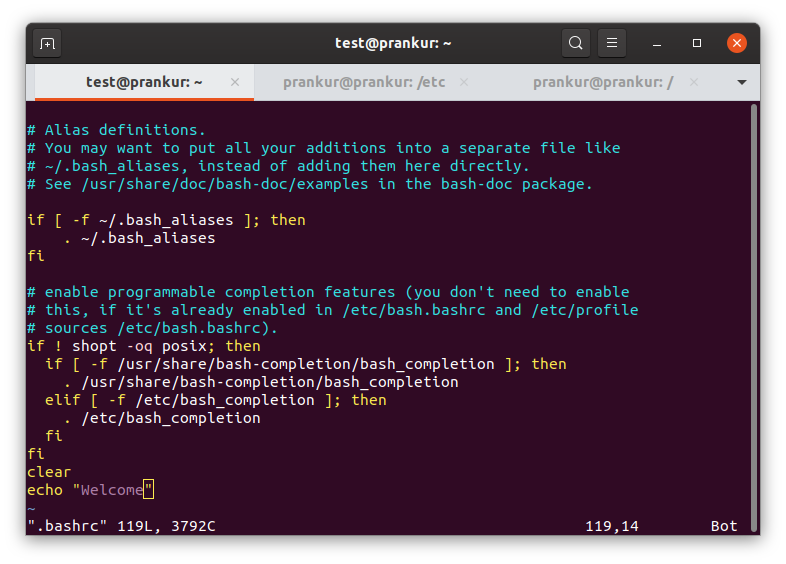 test@prankur: ~
test@prankur: ~ × prankur@prankur: /etc × prankur@prankur: / ×
# Alias definitions.
# You may want to put all your additions into a separate file like
# ~/.bash_aliases, instead of adding them here directly.
# See /usr/share/doc/bash-doc/examples in the bash-doc package.
if [ -f ~/.bash_aliases ]; then
    . ~/.bash_aliases
fi
# enable programmable completion features (you don't need to enable
# this, if it's already enabled in /etc/bash.bashrc and /etc/profile
# sources /etc/bash.bashrc).
if ! shopt -oq posix; then
  if [ -f /usr/share/bash-completion/bash_completion ]; then
    . /usr/share/bash-completion/bash_completion
  elif [ -f /etc/bash_completion ]; then
    . /etc/bash_completion
  fi
fi
clear
echo "Welcome"
~
".bashrc" 119L, 3792C 119,14 Bot